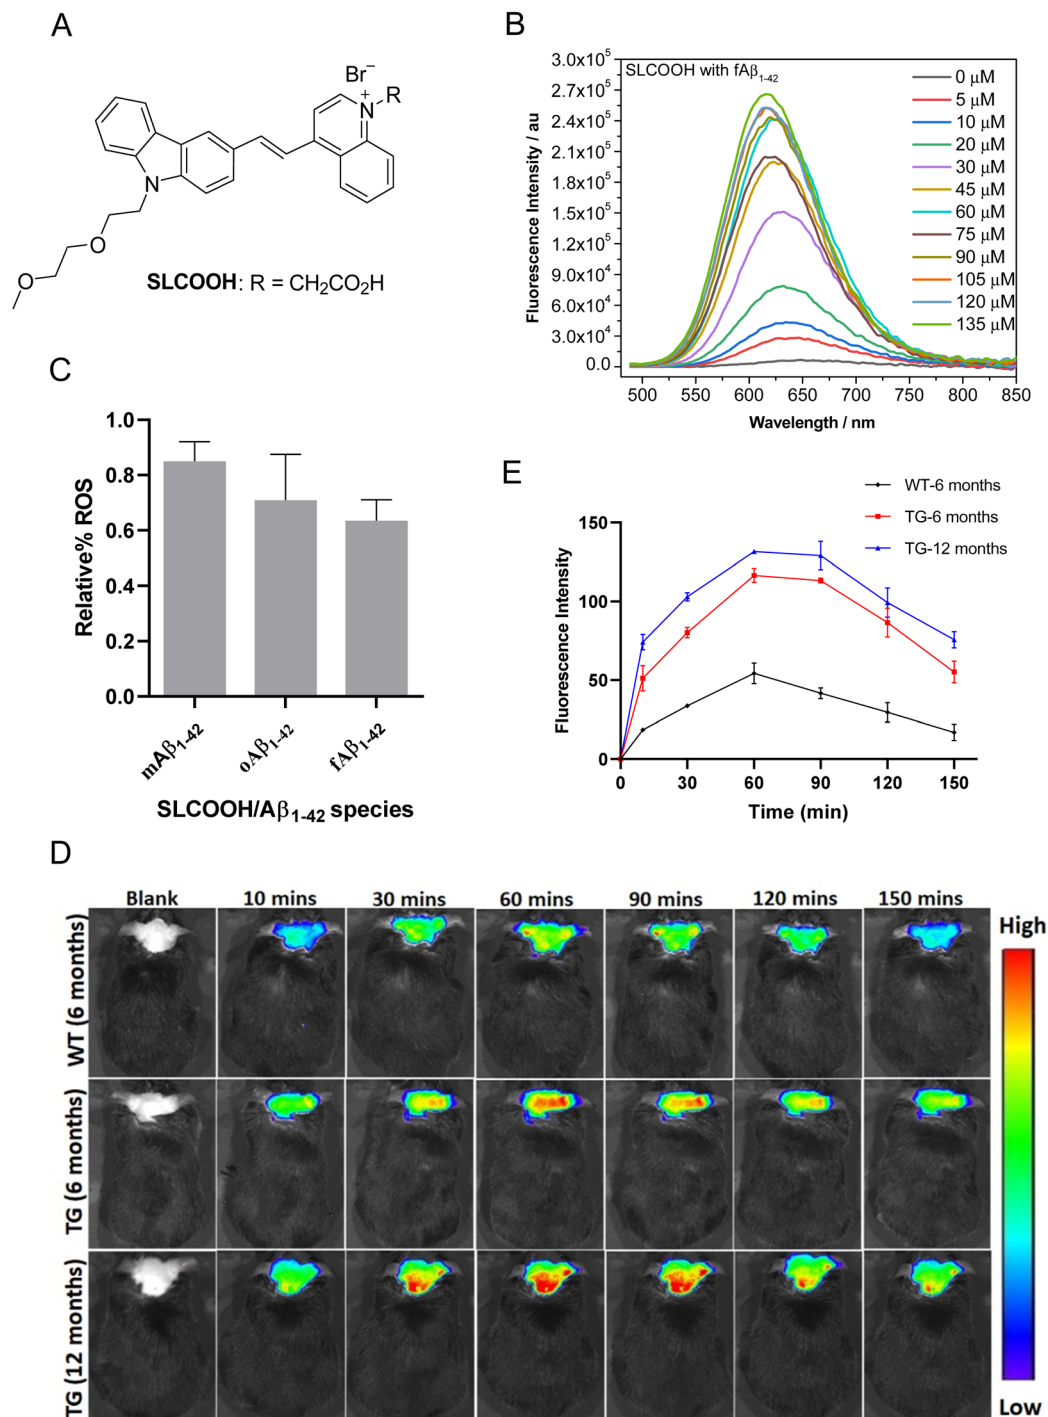 A
Br⁻
R
N⁺
N
O
O
SLCOOH: R = CH₂CO₂H
B
SLCOOH with fAβ₁₋₄₂
3.0x10⁵
2.7x10⁵
2.4x10⁵
2.1x10⁵
1.8x10⁵
1.5x10⁵
1.2x10⁵
9.0x10⁴
6.0x10⁴
3.0x10⁴
0.0
Fluorescence Intensity / au
0 μM
5 μM
10 μM
20 μM
30 μM
45 μM
60 μM
75 μM
90 μM
105 μM
120 μM
135 μM
500 550 600 650 700 750 800 850
Wavelength / nm
C
1.0
0.8
0.6
0.4
0.2
0.0
Relative% ROS
mAβ₁₋₄₂ oAβ₁₋₄₂ fAβ₁₋₄₂
SLCOOH/Aβ₁₋₄₂ species
E
WT-6 months
TG-6 months
TG-12 months
150
100
50
0
Fluorescence Intensity
0 30 60 90 120 150
Time (min)
D
Blank 10 mins 30 mins 60 mins 90 mins 120 mins 150 mins
WT (6 months)
TG (6 months)
TG (12 months)
High
Low